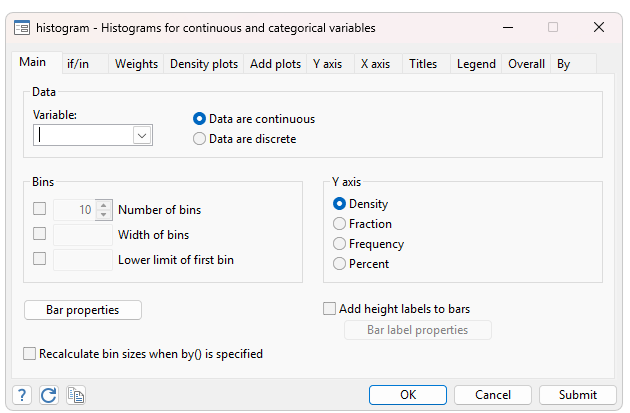 histogram - Histograms for continuous and categorical variables
Main if/in Weights Density plots Add plots Y axis X axis Titles Legend Overall By
Data
Variable:
Data are continuous
Data are discrete
Bins
10 Number of bins
Width of bins
Lower limit of first bin
Y axis
Density
Fraction
Frequency
Percent
Bar properties
Add height labels to bars
Bar label properties
Recalculate bin sizes when by() is specified
? OK Cancel Submit